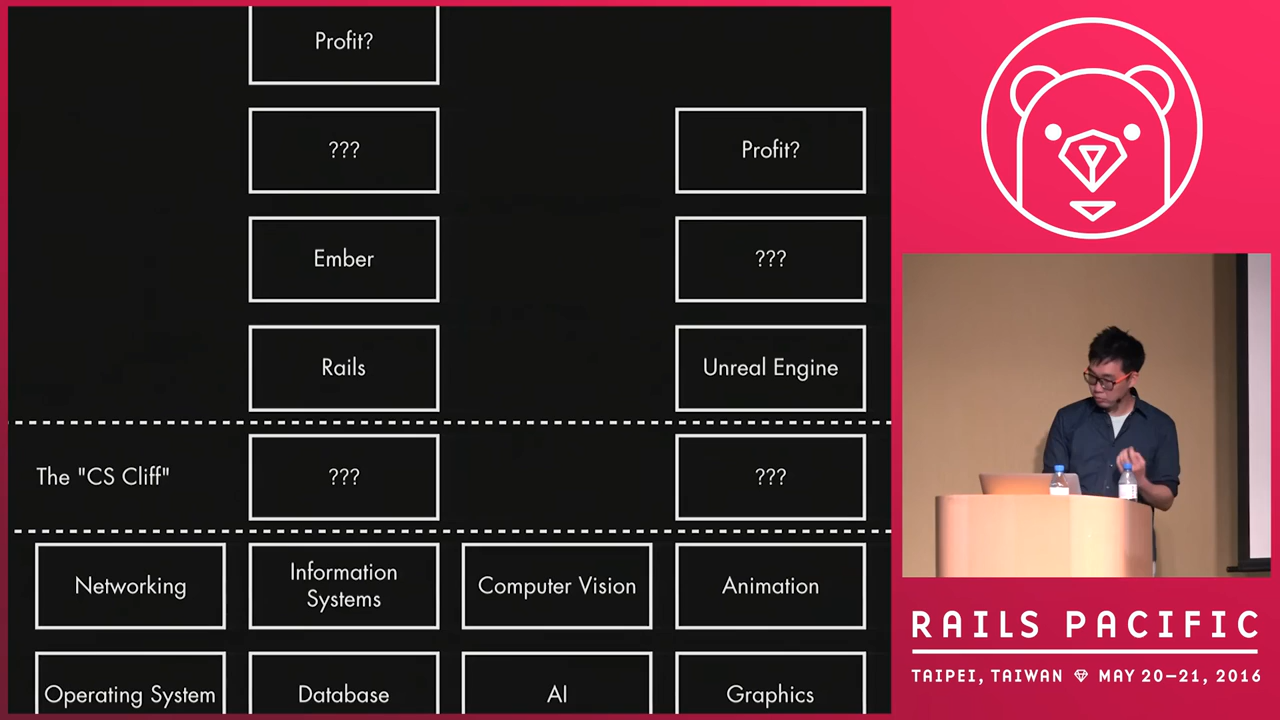 Profit?
???
Profit?
Ember
???
Rails
Unreal Engine
The "CS Cliff"
???
???
Networking
Information
Systems
Computer Vision
Animation
Operating System
Database
AI
Graphics
RAILS PACIFIC
TAIPEI, TAIWAN MAY 20–21, 2016